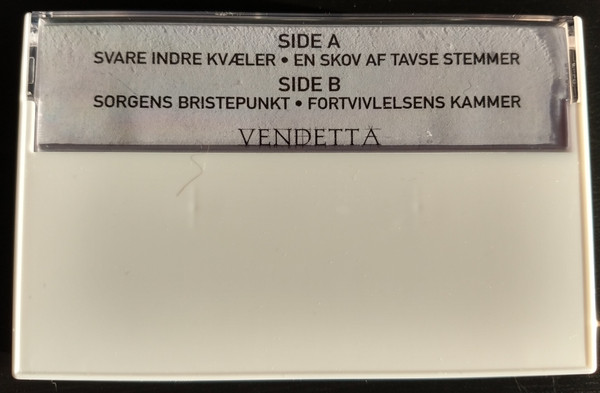 SIDE A
SVARE INDRE KVÆLER • EN SKOV AF TAVSE STEMMER
SIDE B
SORGENS BRISTEPUNKT • FORTVIVLELSENS KAMMER
VENDETTA